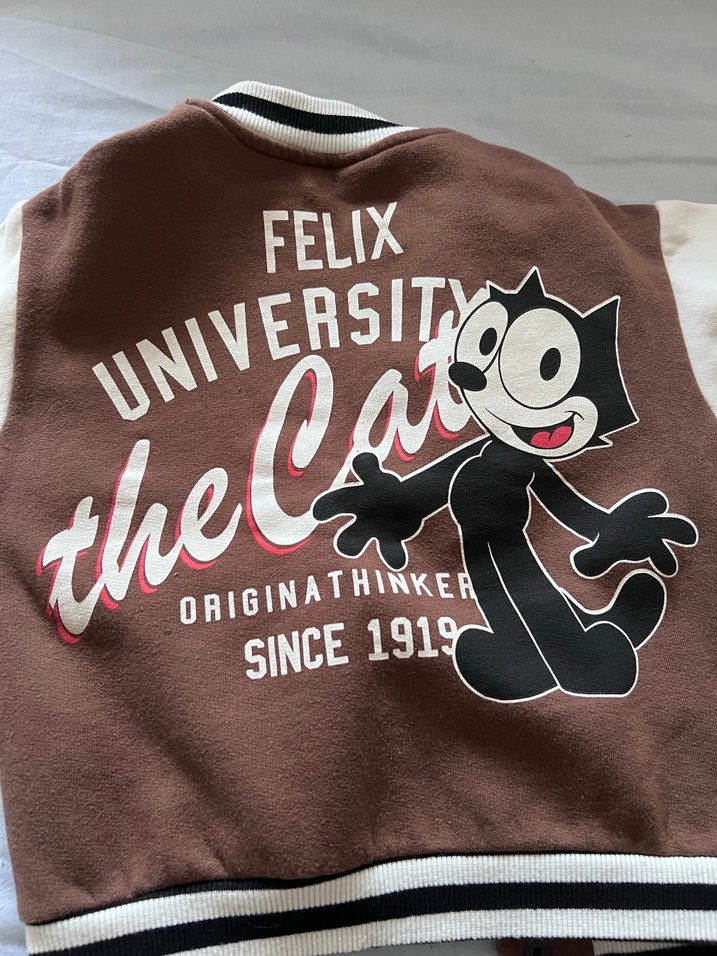 FELIX
UNIVERSITY
the Cat
ORIGINATHINKER
SINCE 1919